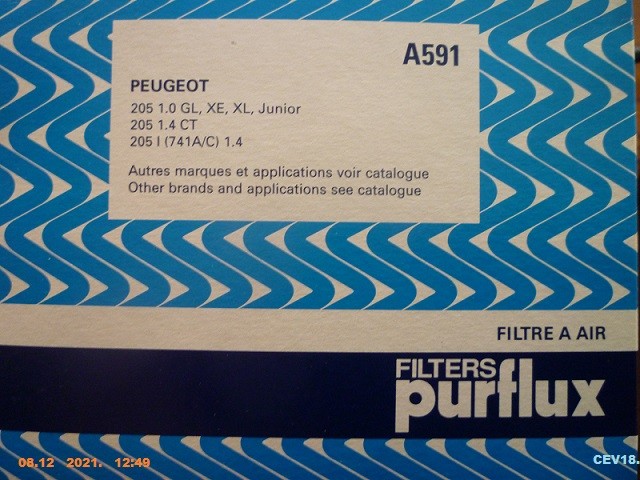 A591
PEUGEOT
205 1.0 GL, XE, XL, Junior
205 1.4 CT
205 I (741A/C) 1.4
Autres marques et applications voir catalogue
Other brands and applications see catalogue
FILTRE A AIR
FILTERS
purflux
08.12 2021. 12:49
CEV18.